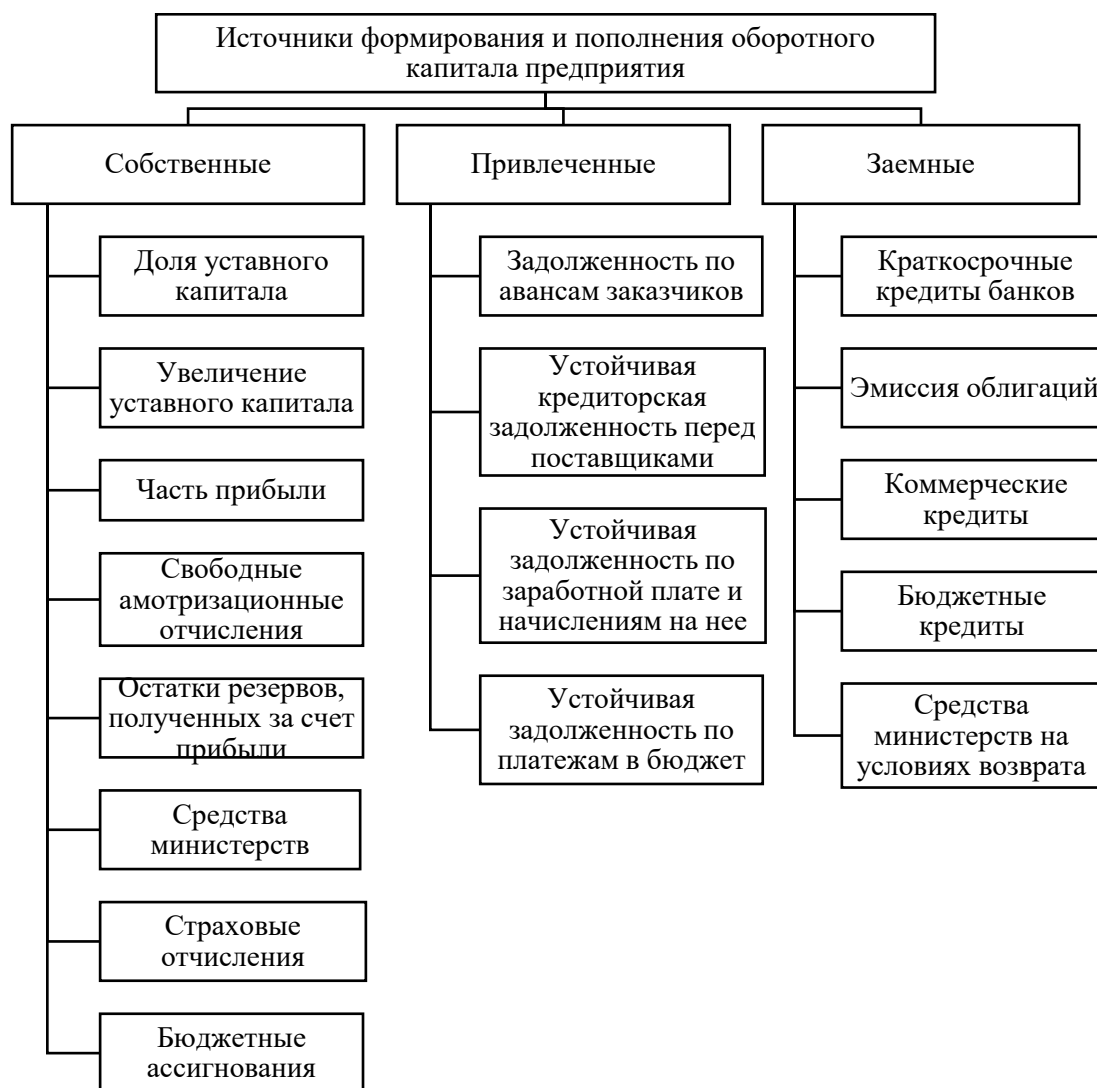 Источники формирования и пополнения оборотного
капитала предприятия
Собственные
Привлеченные
Заемные
Доля уставного
капитала
Увеличение
уставного капитала
Часть прибыли
Свободные
амотризационные
отчисления
Остатки резервов,
полученных за счет
прибыли
Средства
министерств
Страховые
отчисления
Бюджетные
ассигнования
Задолженность по
авансам заказчиков
Устойчивая
кредиторская
задолженность перед
поставщиками
Устойчивая
задолженность по
заработной плате и
начислениям на нее
Устойчивая
задолженность по
платежам в бюджет
Краткосрочные
кредиты банков
Эмиссия облигаций
Коммерческие
кредиты
Бюджетные
кредиты
Средства
министерств на
условиях возврата